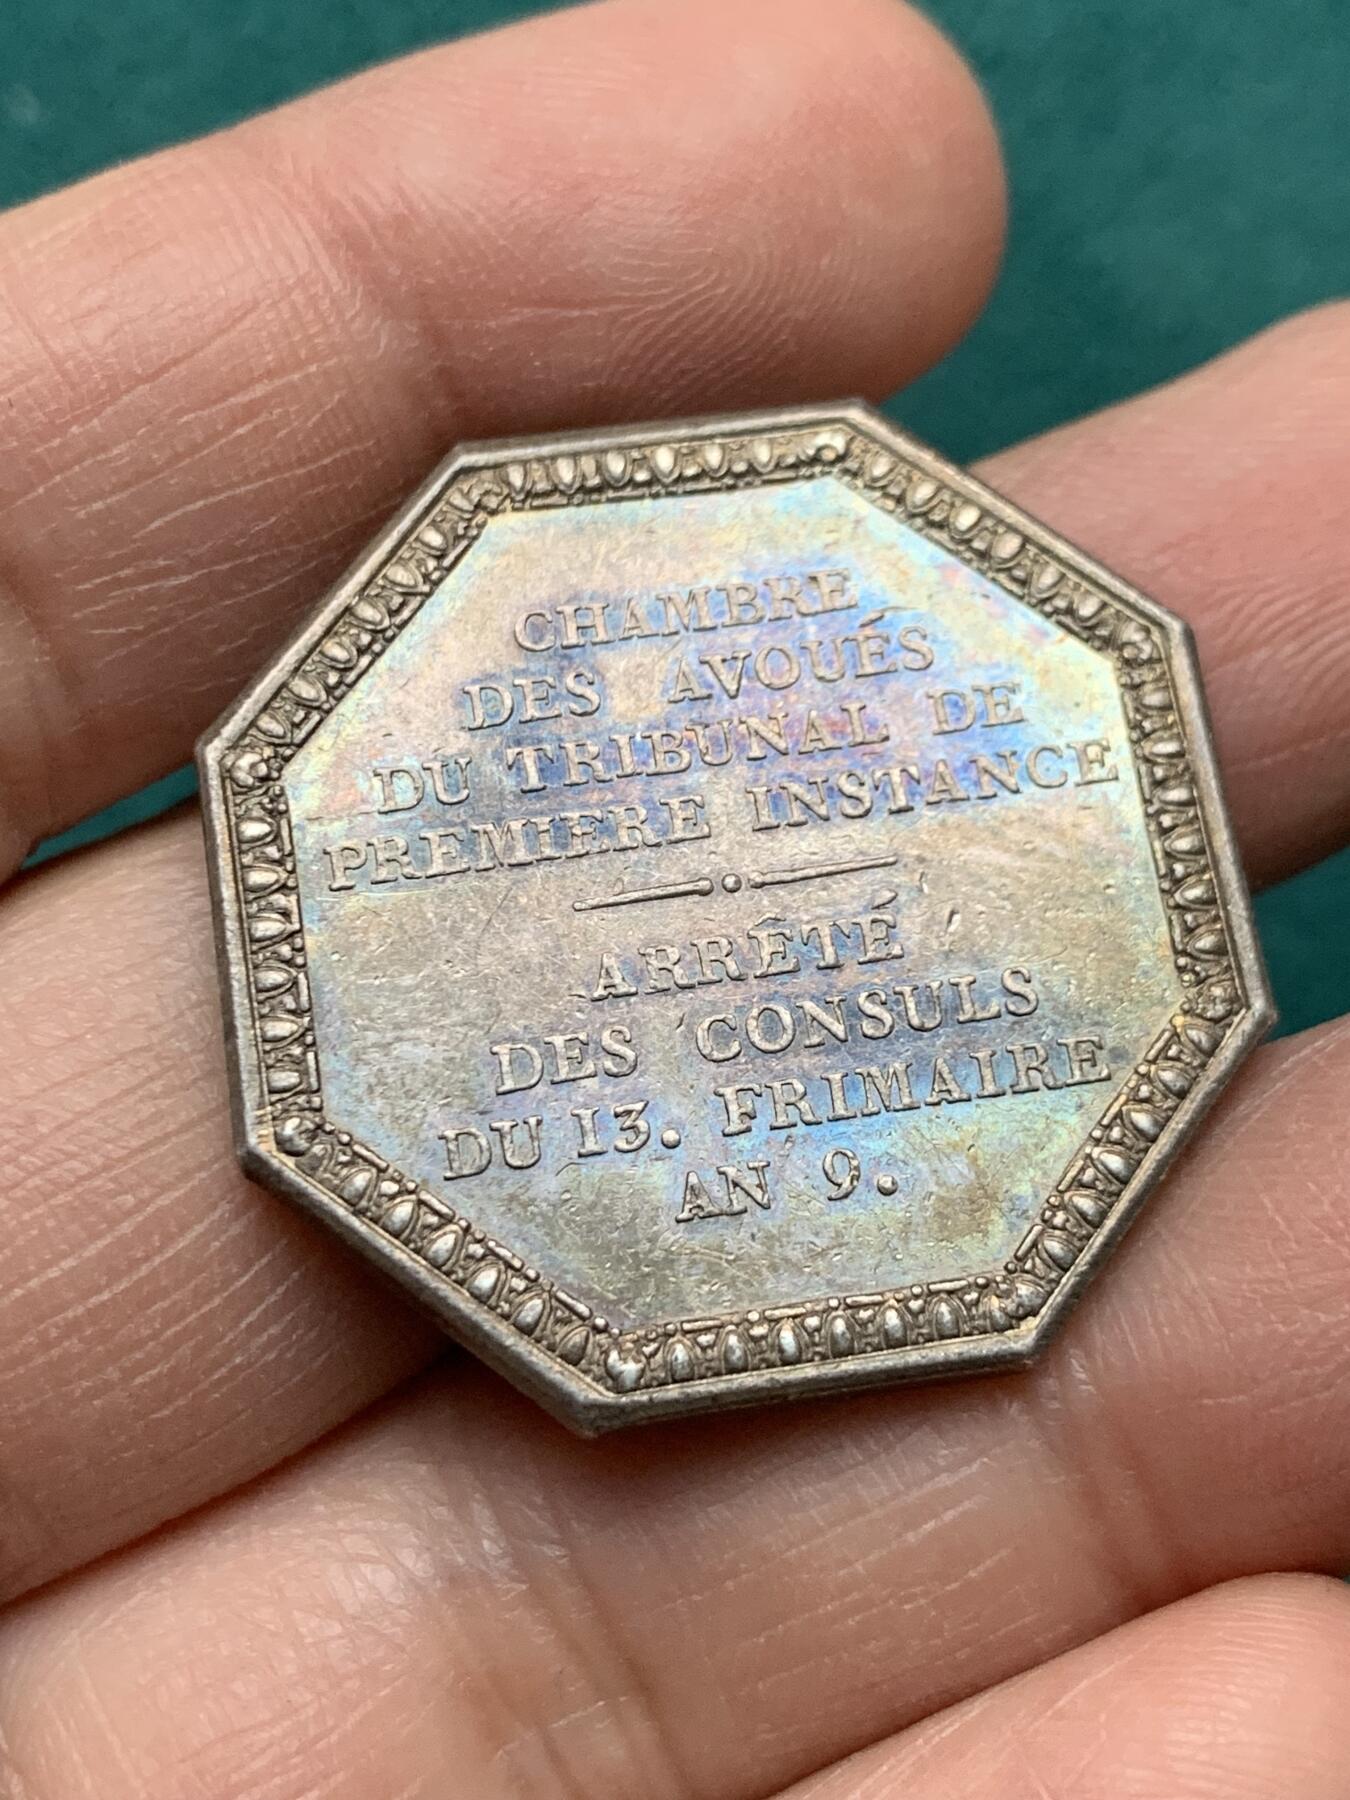 CHAMBRE
DES AVOUÉS
DU TRIBUNAL DE
PREMIERE INSTANCE
ARRÊTÉ
DES CONSULS
DU 13. FRIMAIRE
AN 9.